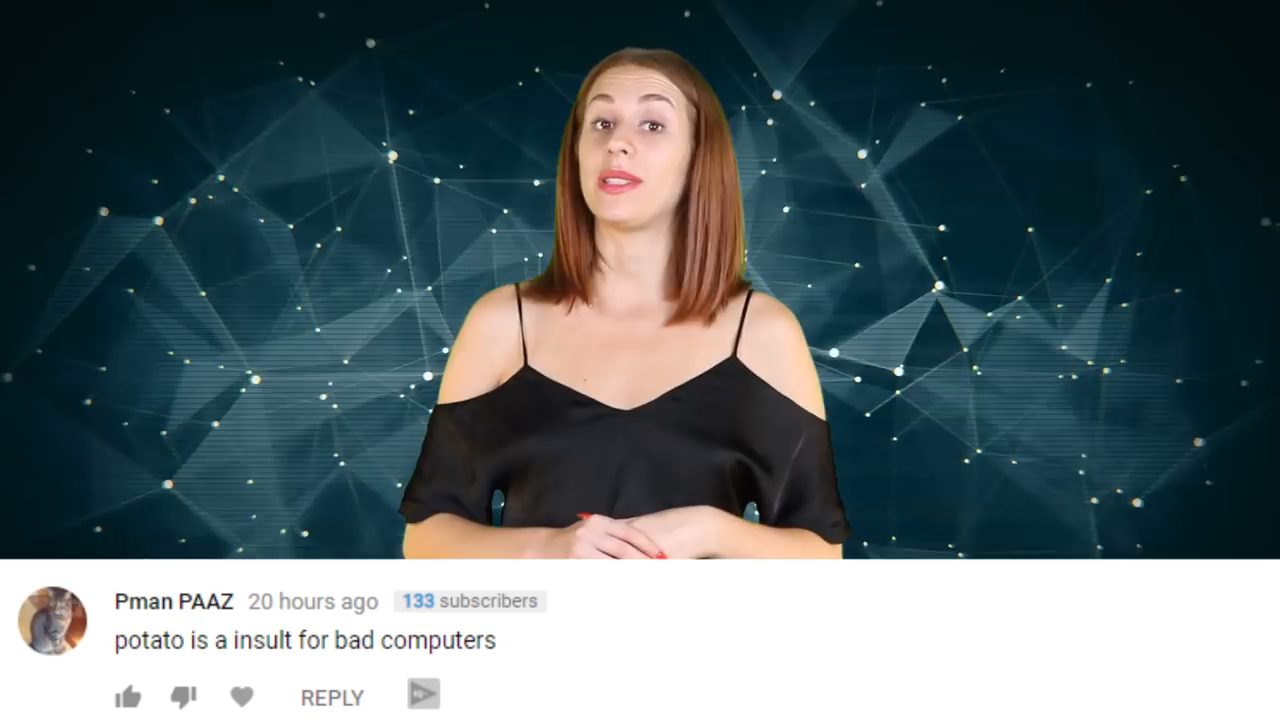 Pman PAAZ 20 hours ago 133 subscribers
potato is a insult for bad computers
REPLY